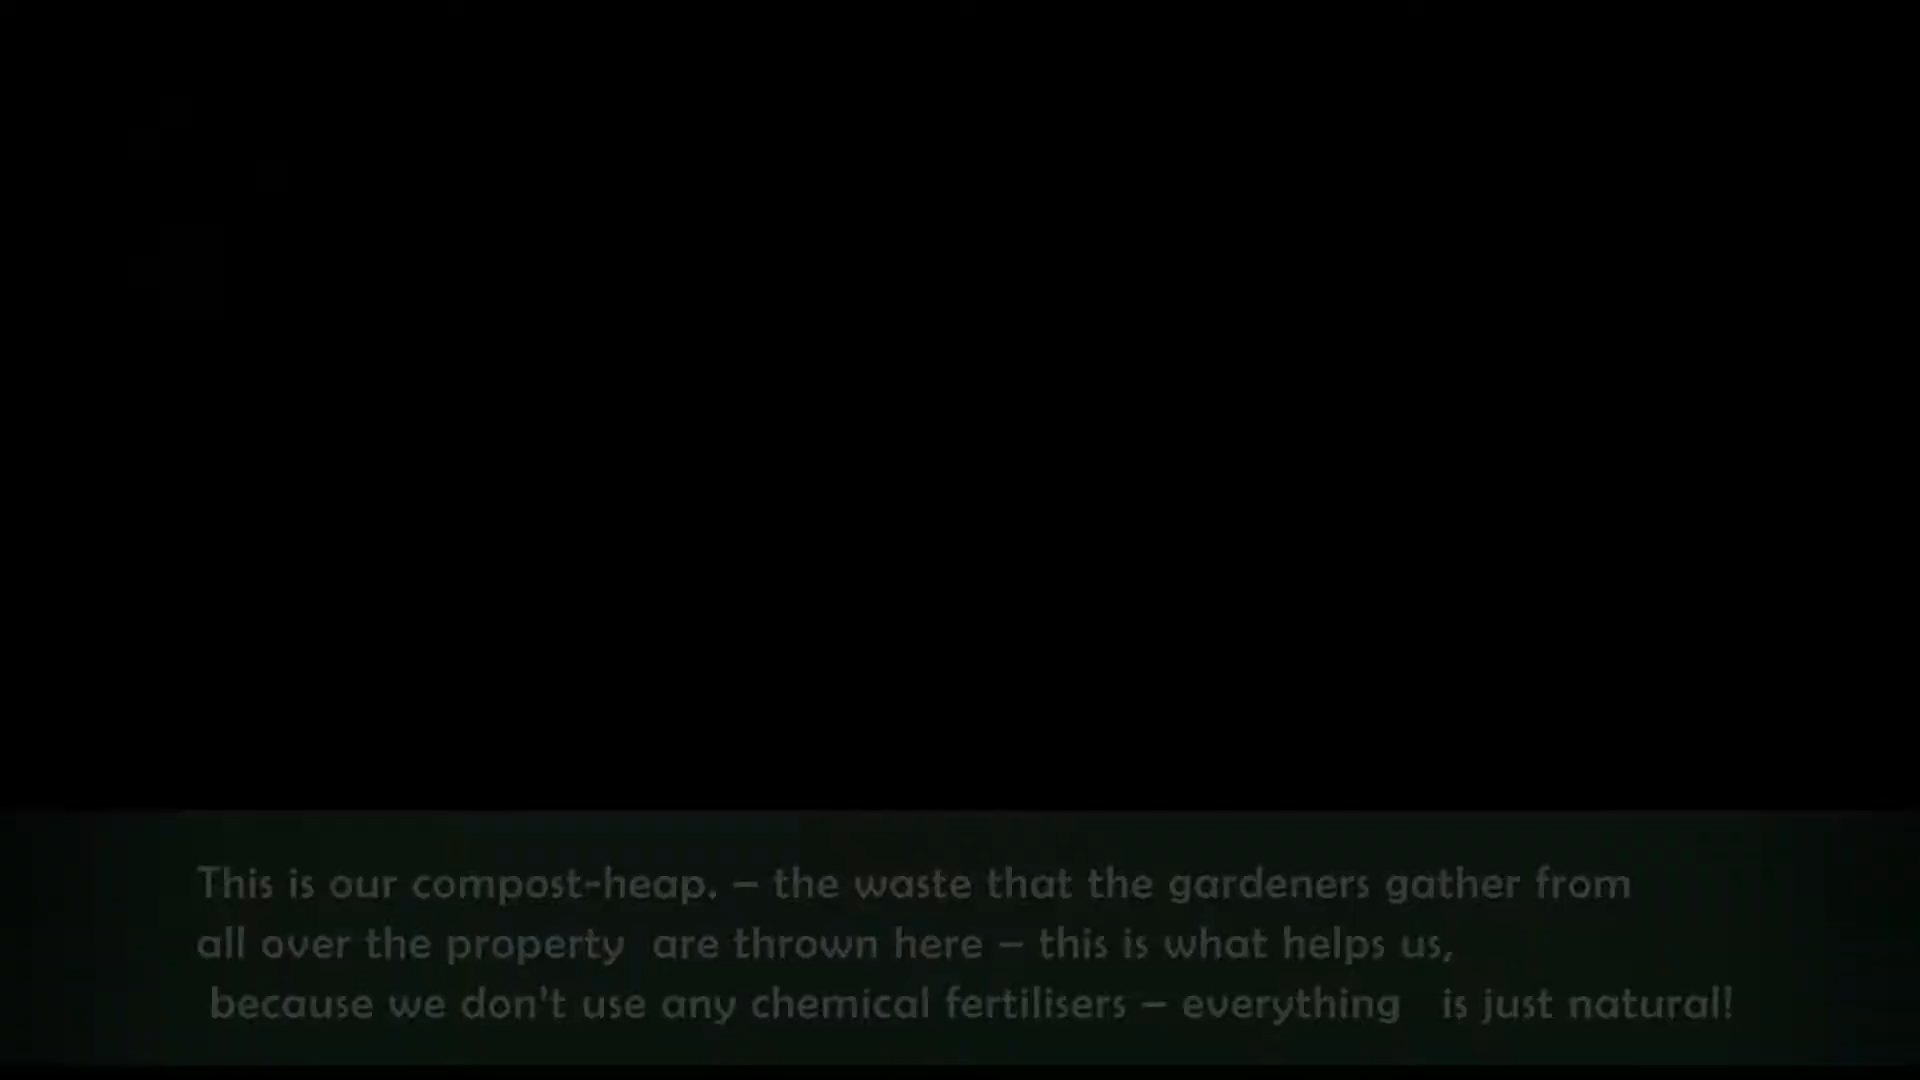 This is our compost-heap. – the waste that the gardeners gather from
all over the property are thrown here – this is what helps us,
because we don't use any chemical fertilisers – everything is just natural!